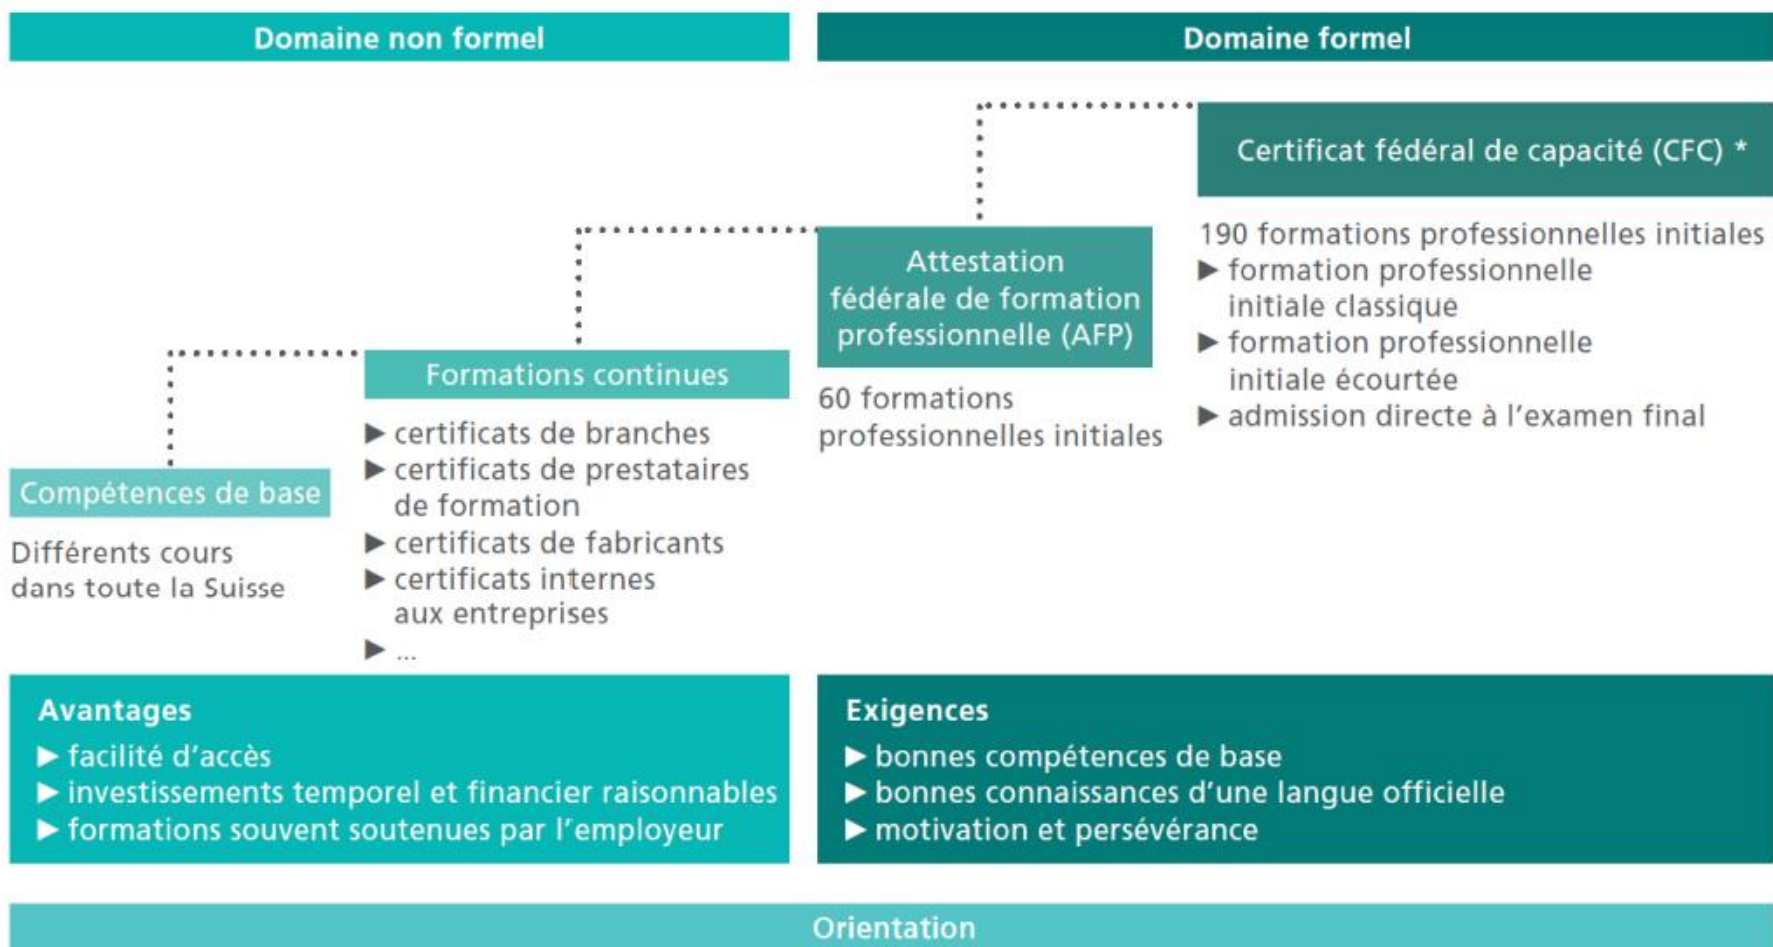 Domaine non formel
Domaine formel
Certificat fédéral de capacité (CFC) *
190 formations professionnelles initiales
▶ formation professionnelle
initiale classique
▶ formation professionnelle
initiale écourtée
▶ admission directe à l'examen final
Attestation
fédérale de formation
professionnelle (AFP)
60 formations
professionnelles initiales
Formations continues
▶ certificats de branches
▶ certificats de prestataires
de formation
▶ certificats de fabricants
▶ certificats internes
aux entreprises
▶ ...
Compétences de base
Différents cours
dans toute la Suisse
Avantages
▶ facilité d'accès
▶ investissements temporel et financier raisonnables
▶ formations souvent soutenues par l'employeur
Exigences
▶ bonnes compétences de base
▶ bonnes connaissances d'une langue officielle
▶ motivation et persévérance
Orientation